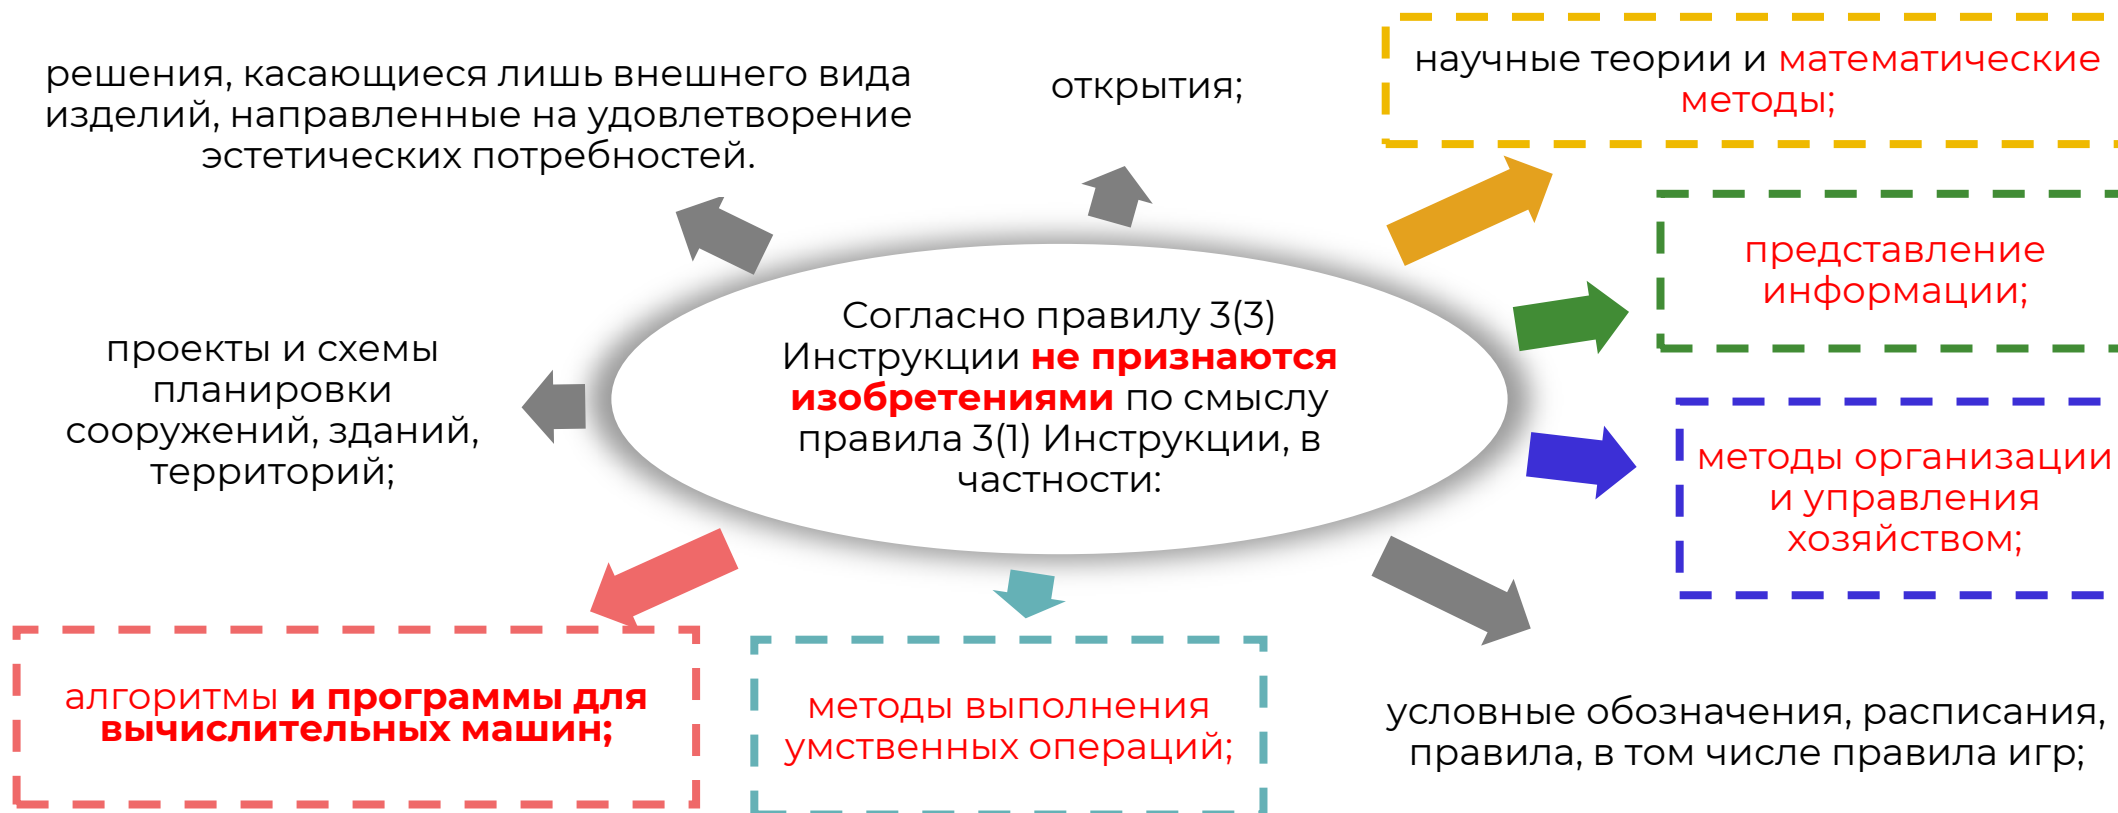 решения, касающиеся лишь внешнего вида
изделий, направленные на удовлетворение
эстетических потребностей.
открытия;
научные теории и математические
методы;
представление
информации;
Согласно правилу 3(3)
Инструкции не признаются
изобретениями по смыслу
правила 3(1) Инструкции, в
частности:
проекты и схемы
планировки
сооружений, зданий,
территорий;
методы организации
и управления
хозяйством;
алгоритмы и программы для
вычислительных машин;
методы выполнения
умственных операций;
условные обозначения, расписания,
правила, в том числе правила игр;